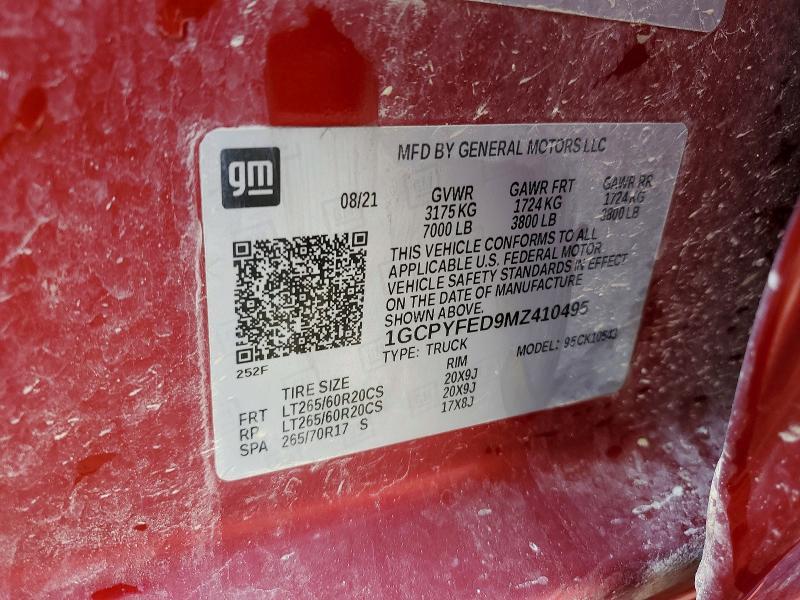 gm
MFD BY GENERAL MOTORS LLC
08/21
GVWR GAWR FRT GAWR RR
3175 KG 1724 KG 1724 KG
7000 LB 3800 LB 3800 LB
THIS VEHICLE CONFORMS TO ALL
APPLICABLE U.S. FEDERAL MOTOR
VEHICLE SAFETY STANDARDS IN EFFECT
ON THE DATE OF MANUFACTURE
SHOWN ABOVE.
1GCPYFED9MZ410495
TYPE: TRUCK MODEL: 95CK10543
252F
TIRE SIZE RIM
FRT LT265/60R20CS 20X9J
RR LT265/60R20CS 20X9J
SPA 265/70R17 S 17X8J